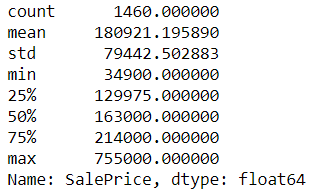 count 1460.000000
mean 180921.195890
std 79442.502883
min 34900.000000
25% 129975.000000
50% 163000.000000
75% 214000.000000
max 755000.000000
Name: SalePrice, dtype: float64